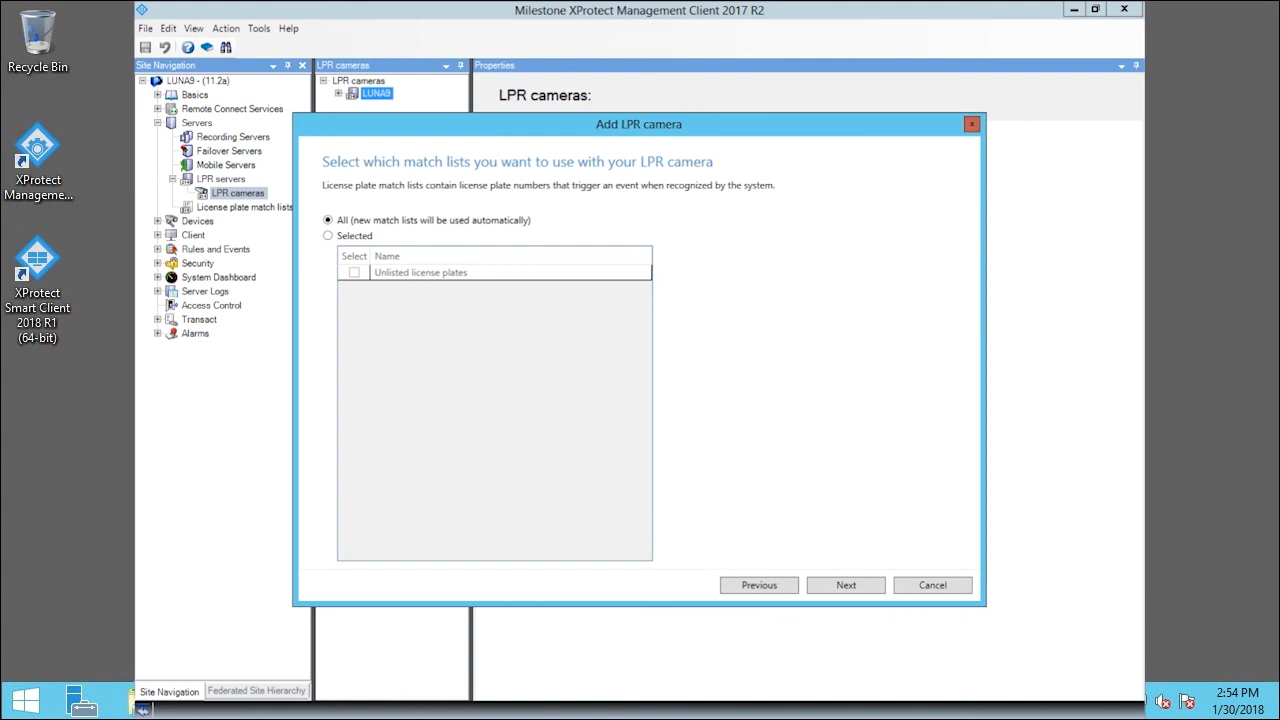 Recycle Bin
XProtect
Manageme...
XProtect
Smart Client
2018 R1
(64-bit)
Milestone XProtect Management Client 2017 R2
File Edit View Action Tools Help
Site Navigation
LUNA9 - (11.2a)
Basics
Remote Connect Services
Servers
Recording Servers
Failover Servers
Mobile Servers
LPR servers
LPR cameras
License plate match lists
Devices
Client
Rules and Events
Security
System Dashboard
Server Logs
Access Control
Transact
Alarms
Site Navigation Federated Site Hierarchy
LPR cameras
LPR cameras
LUNA9
Properties
LPR cameras:
Add LPR camera
Select which match lists you want to use with your LPR camera
License plate match lists contain license plate numbers that trigger an event when recognized by the system.
All (new match lists will be used automatically)
Selected
Select Name
Unlisted license plates
Previous Next Cancel
2:54 PM
1/30/2018